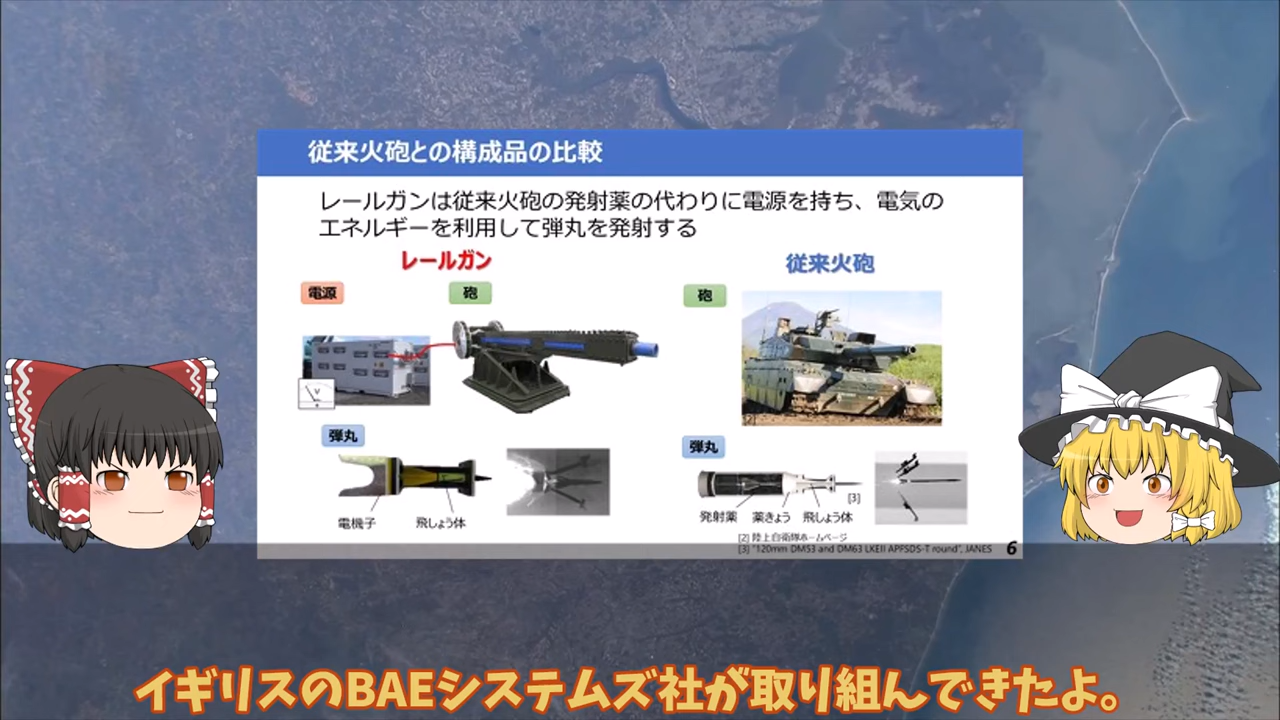 従来火砲との構成品の比較
レールガンは従来火砲の発射薬の代わりに電源を持ち、電気の
エネルギーを利用して弾丸を発射する
レールガン
従来火砲
電源
砲
砲
V
弾丸
弾丸
電機子
飛しょう体
発射薬
薬きょう
飛しょう体
[3]
[2] 陸上自衛隊ホームページ
[3] "120mm DM53 and DM63 LKEII APFSDS-T round", JANES
6
イギリスのBAEシステムズ社が取り組んできたよ。